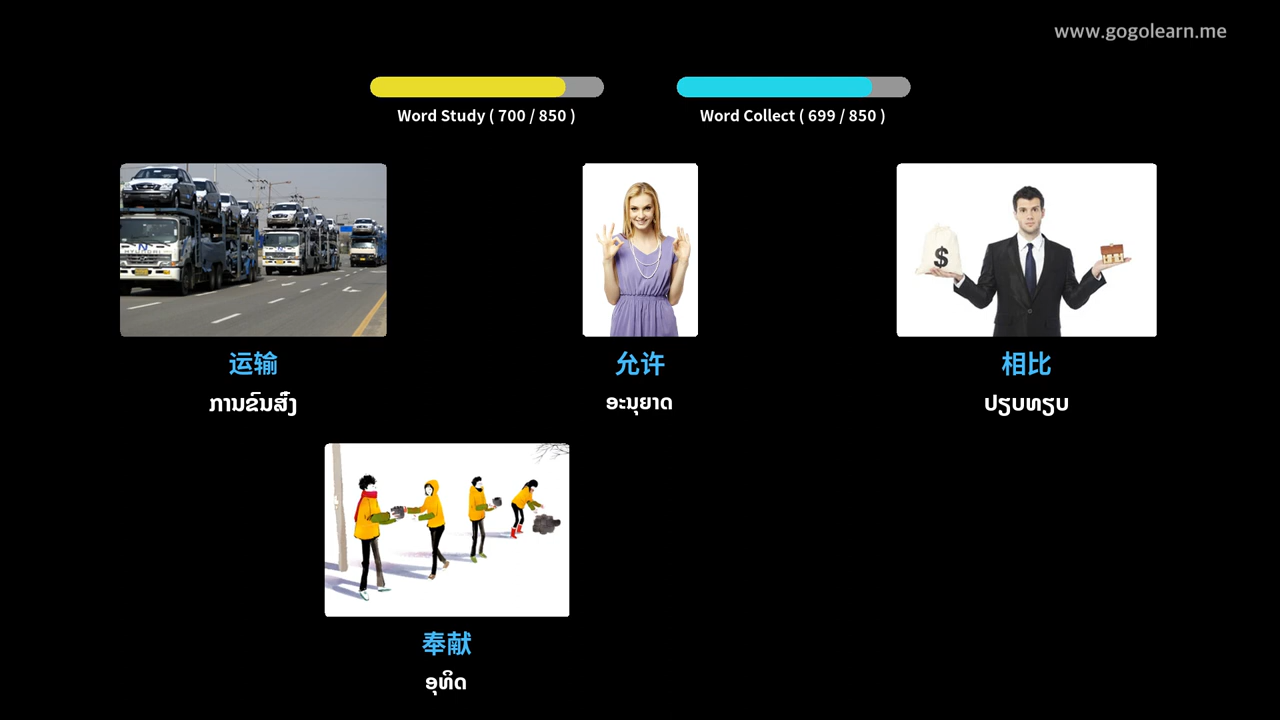 www.gogolearn.me
Word Study ( 700 / 850 )
Word Collect ( 699 / 850 )
运输
ການຂົນສົ່ງ
允许
ອະນຸຍາດ
相比
ປຽບທຽບ
奉献
ອຸທິດ